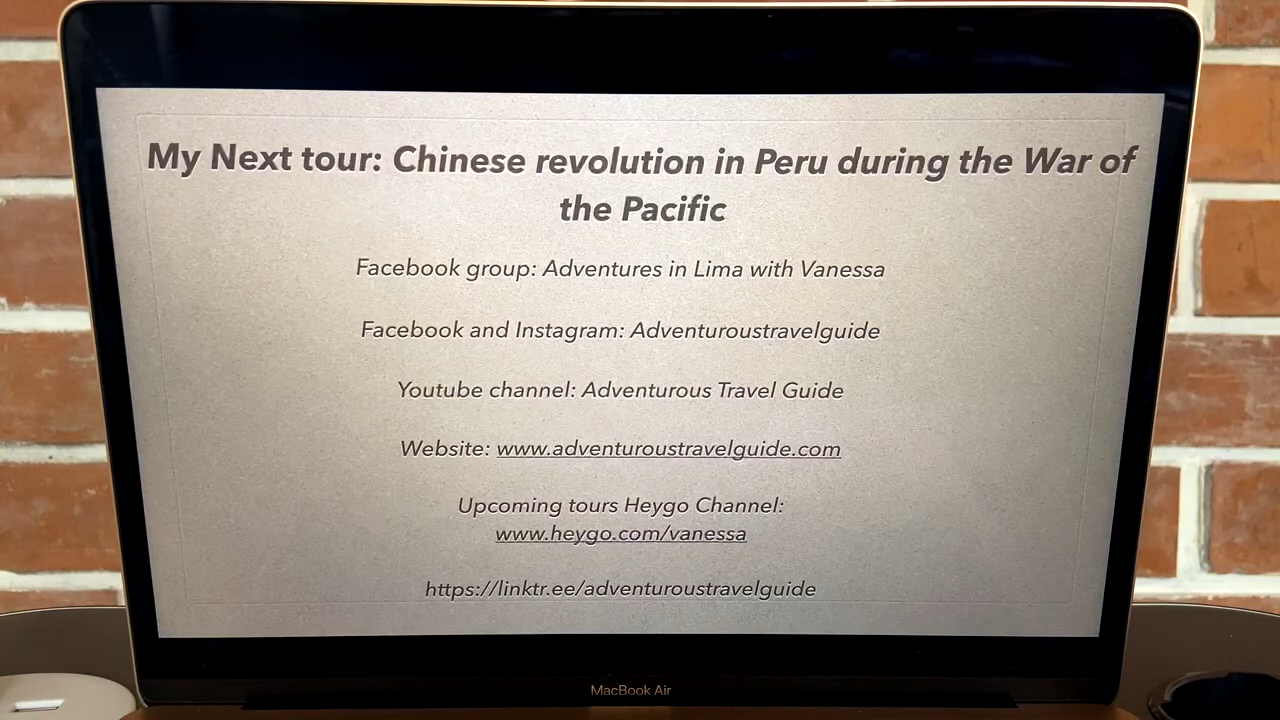 My Next tour: Chinese revolution in Peru during the War of
the Pacific
Facebook group: Adventures in Lima with Vanessa
Facebook and Instagram: Adventuroustravelguide
Youtube channel: Adventurous Travel Guide
Website: www.adventuroustravelguide.com
Upcoming tours Heygo Channel:
www.heygo.com/vanessa
https://linktr.ee/adventuroustravelguide
MacBook Air